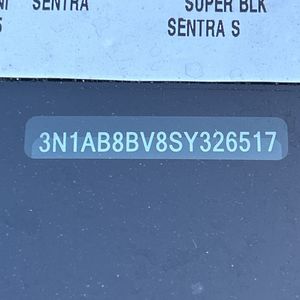 SENTRA SUPER BLK
SENTRA S
3N1AB8BV8SY326517